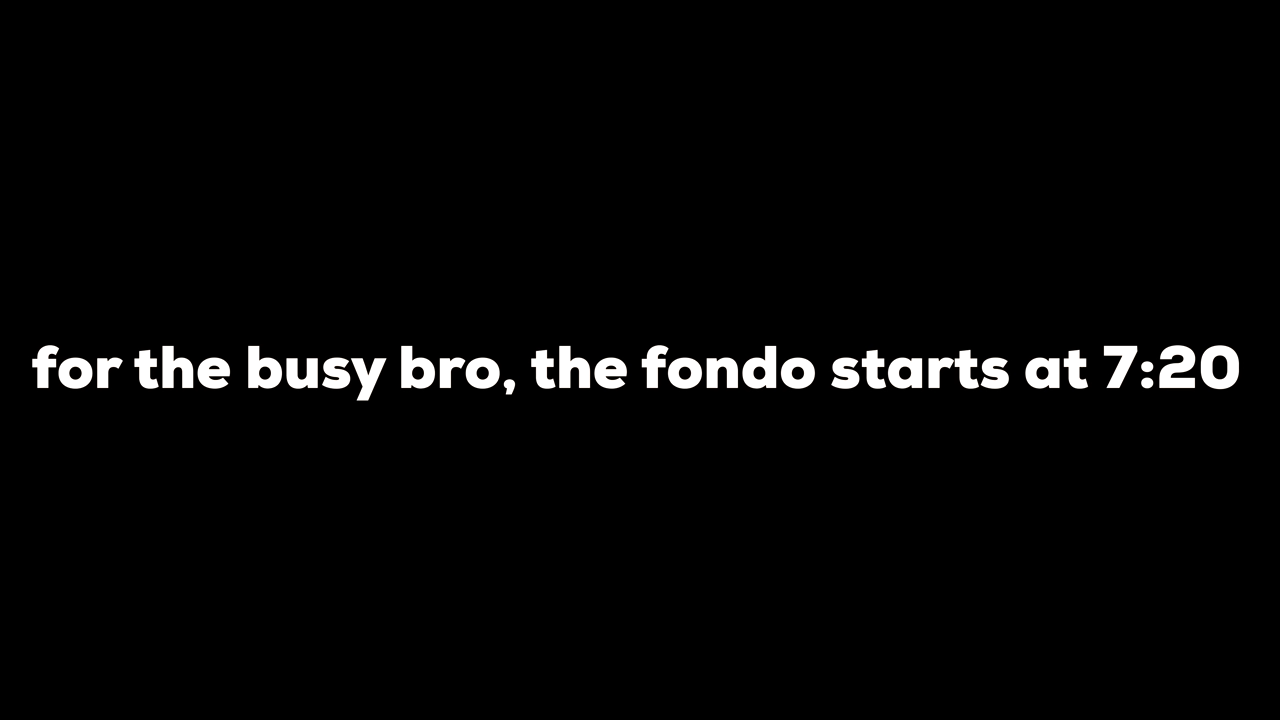 for the busy bro, the fondo starts at 7:20